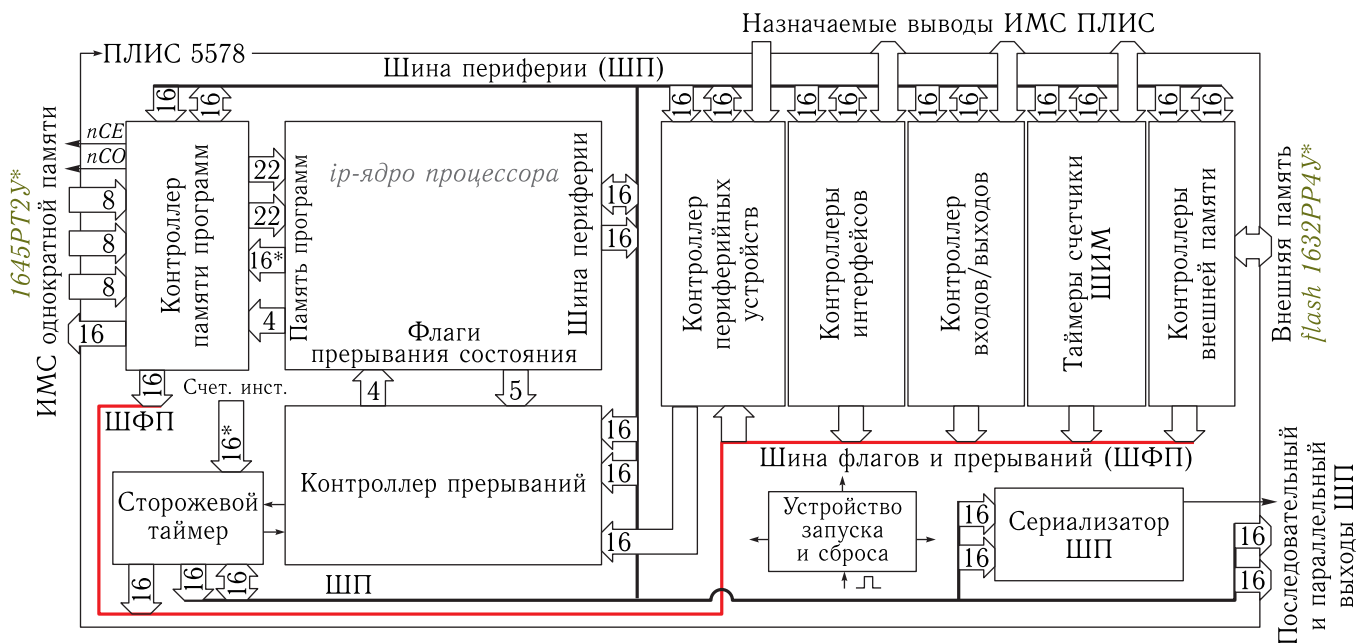 Назначаемые выводы ИМС ПЛИС
ПЛИС 5578
Шина периферии (ШП)
16
16
16
16
16
16
16
16
16
16
16
16
1645РТ2У*
ИМС однократной памяти
nCE
nCO
8
8
8
16
Контроллер
памяти программ
22
22
16*
4
Память программ
ip-ядро процессора
Шина периферии
Флаги
прерывания состояния
16
16
Контроллер
периферийных
устройств
Контроллеры
интерфейсов
Контроллер
входов/выходов
Таймеры счетчики
ШИМ
Контроллеры
внешней памяти
Внешняя память
flash 1632РР4У*
16
ШФП
Счет. инст.
16*
4
5
Сторожевой
таймер
Контроллер прерываний
16
16
16
16
16
16
ШП
Шина флагов и прерываний (ШФП)
Устройство
запуска
и сброса
16
16
Сериализатор
ШП
16
16
Последовательный
и параллельный
выходы ШП